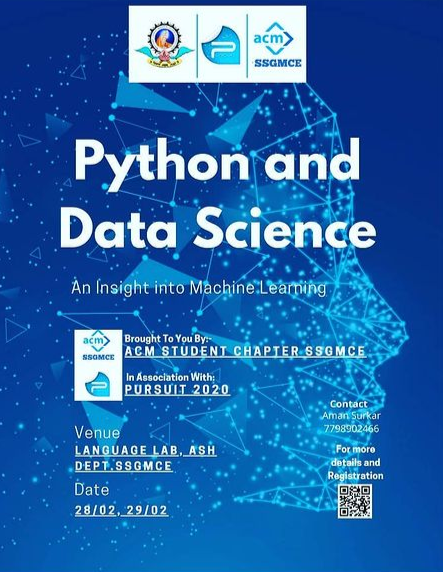 acm
SSGMCE
Python and
Data Science
An Insight into Machine Learning
acm
SSGMCE
Brought To You By:-
ACM STUDENT CHAPTER SSGMCE
In Association With:
PURSUIT 2020
Contact
Aman Surkar
7798902466
Venue
LANGUAGE LAB, ASH
DEPT.SSGMCE
For more
details and
Registration
Date
28/02, 29/02